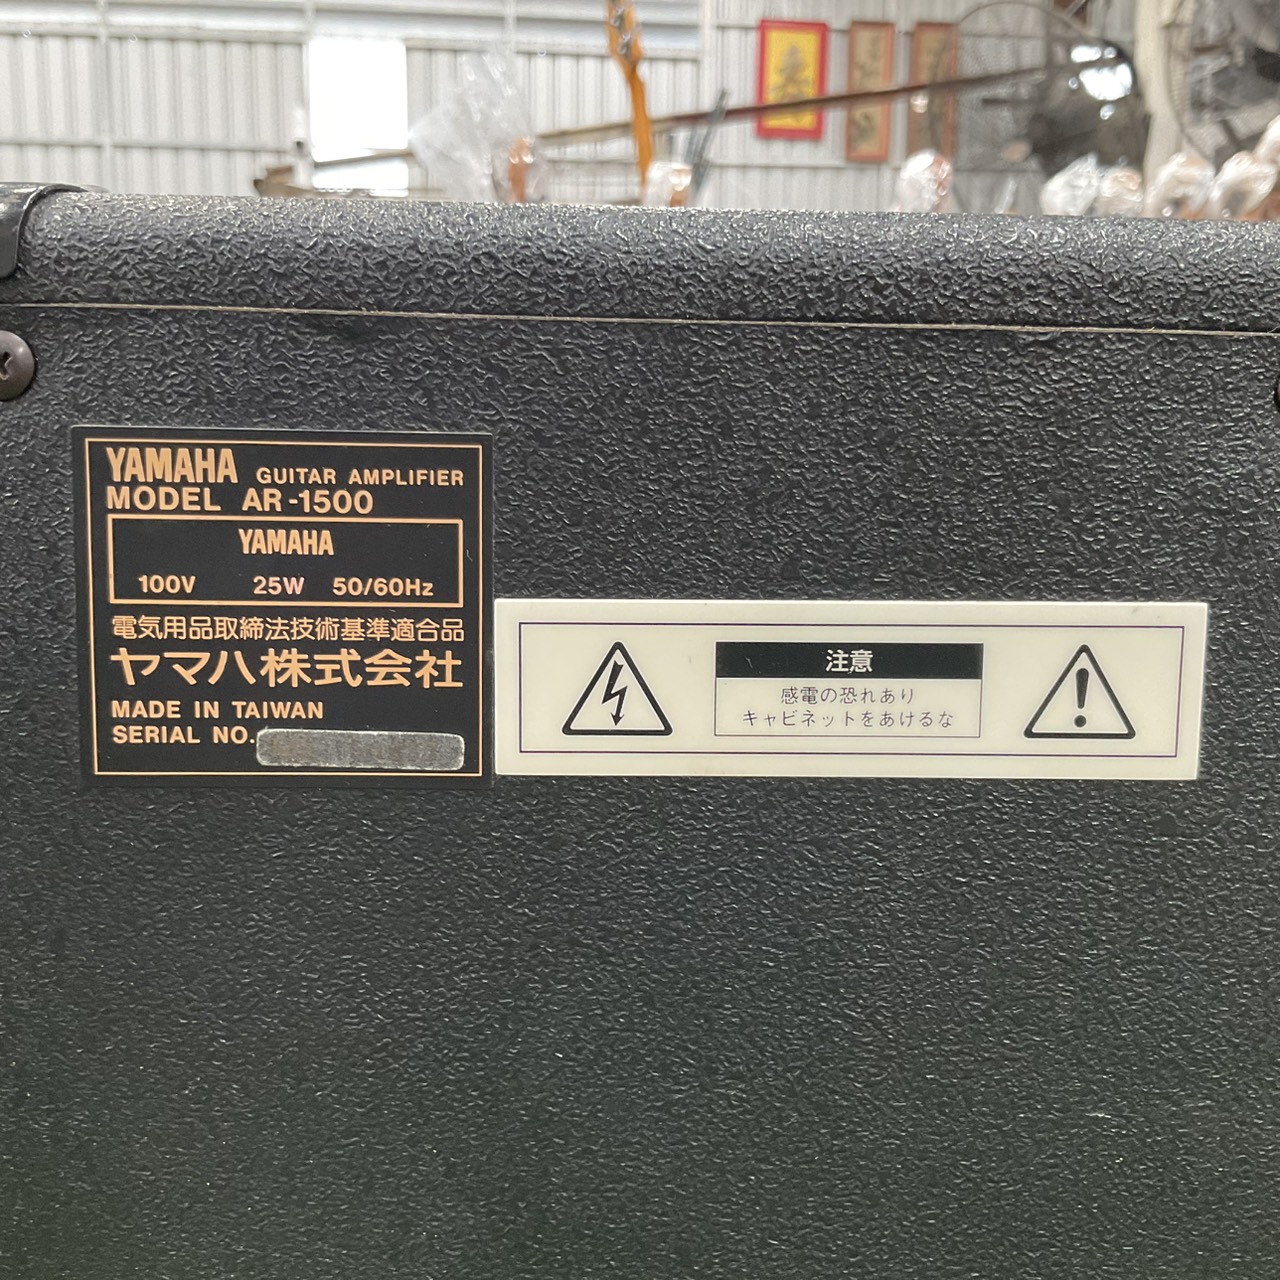 YAMAHA GUITAR AMPLIFIER
MODEL AR-1500
YAMAHA
100V 25W 50/60Hz
電気用品取締法技術基準適合品
ヤマハ株式会社
MADE IN TAIWAN
SERIAL NO.
注意
感電の恐れあり
キャビネットをあけるな